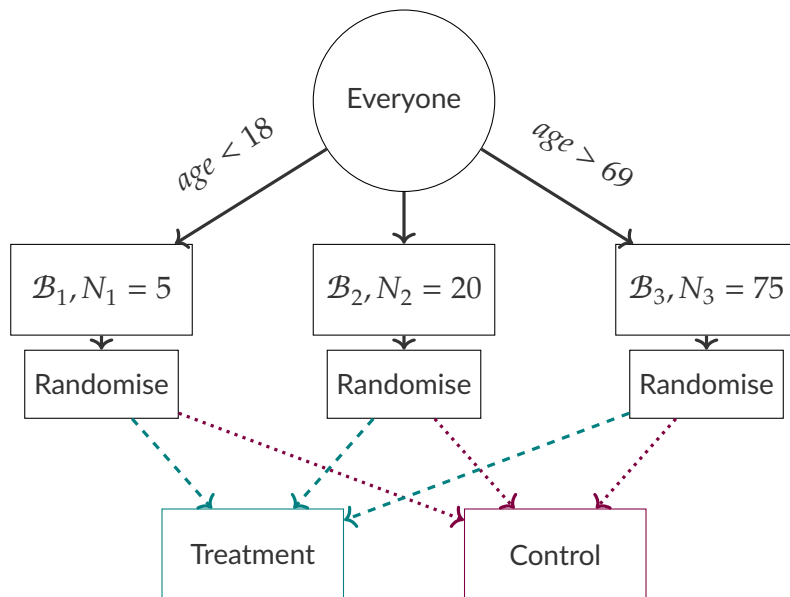 Everyone
age < 18
age > 69
ℬ₁, N₁ = 5
ℬ₂, N₂ = 20
ℬ₃, N₃ = 75
Randomise
Randomise
Randomise
Treatment
Control